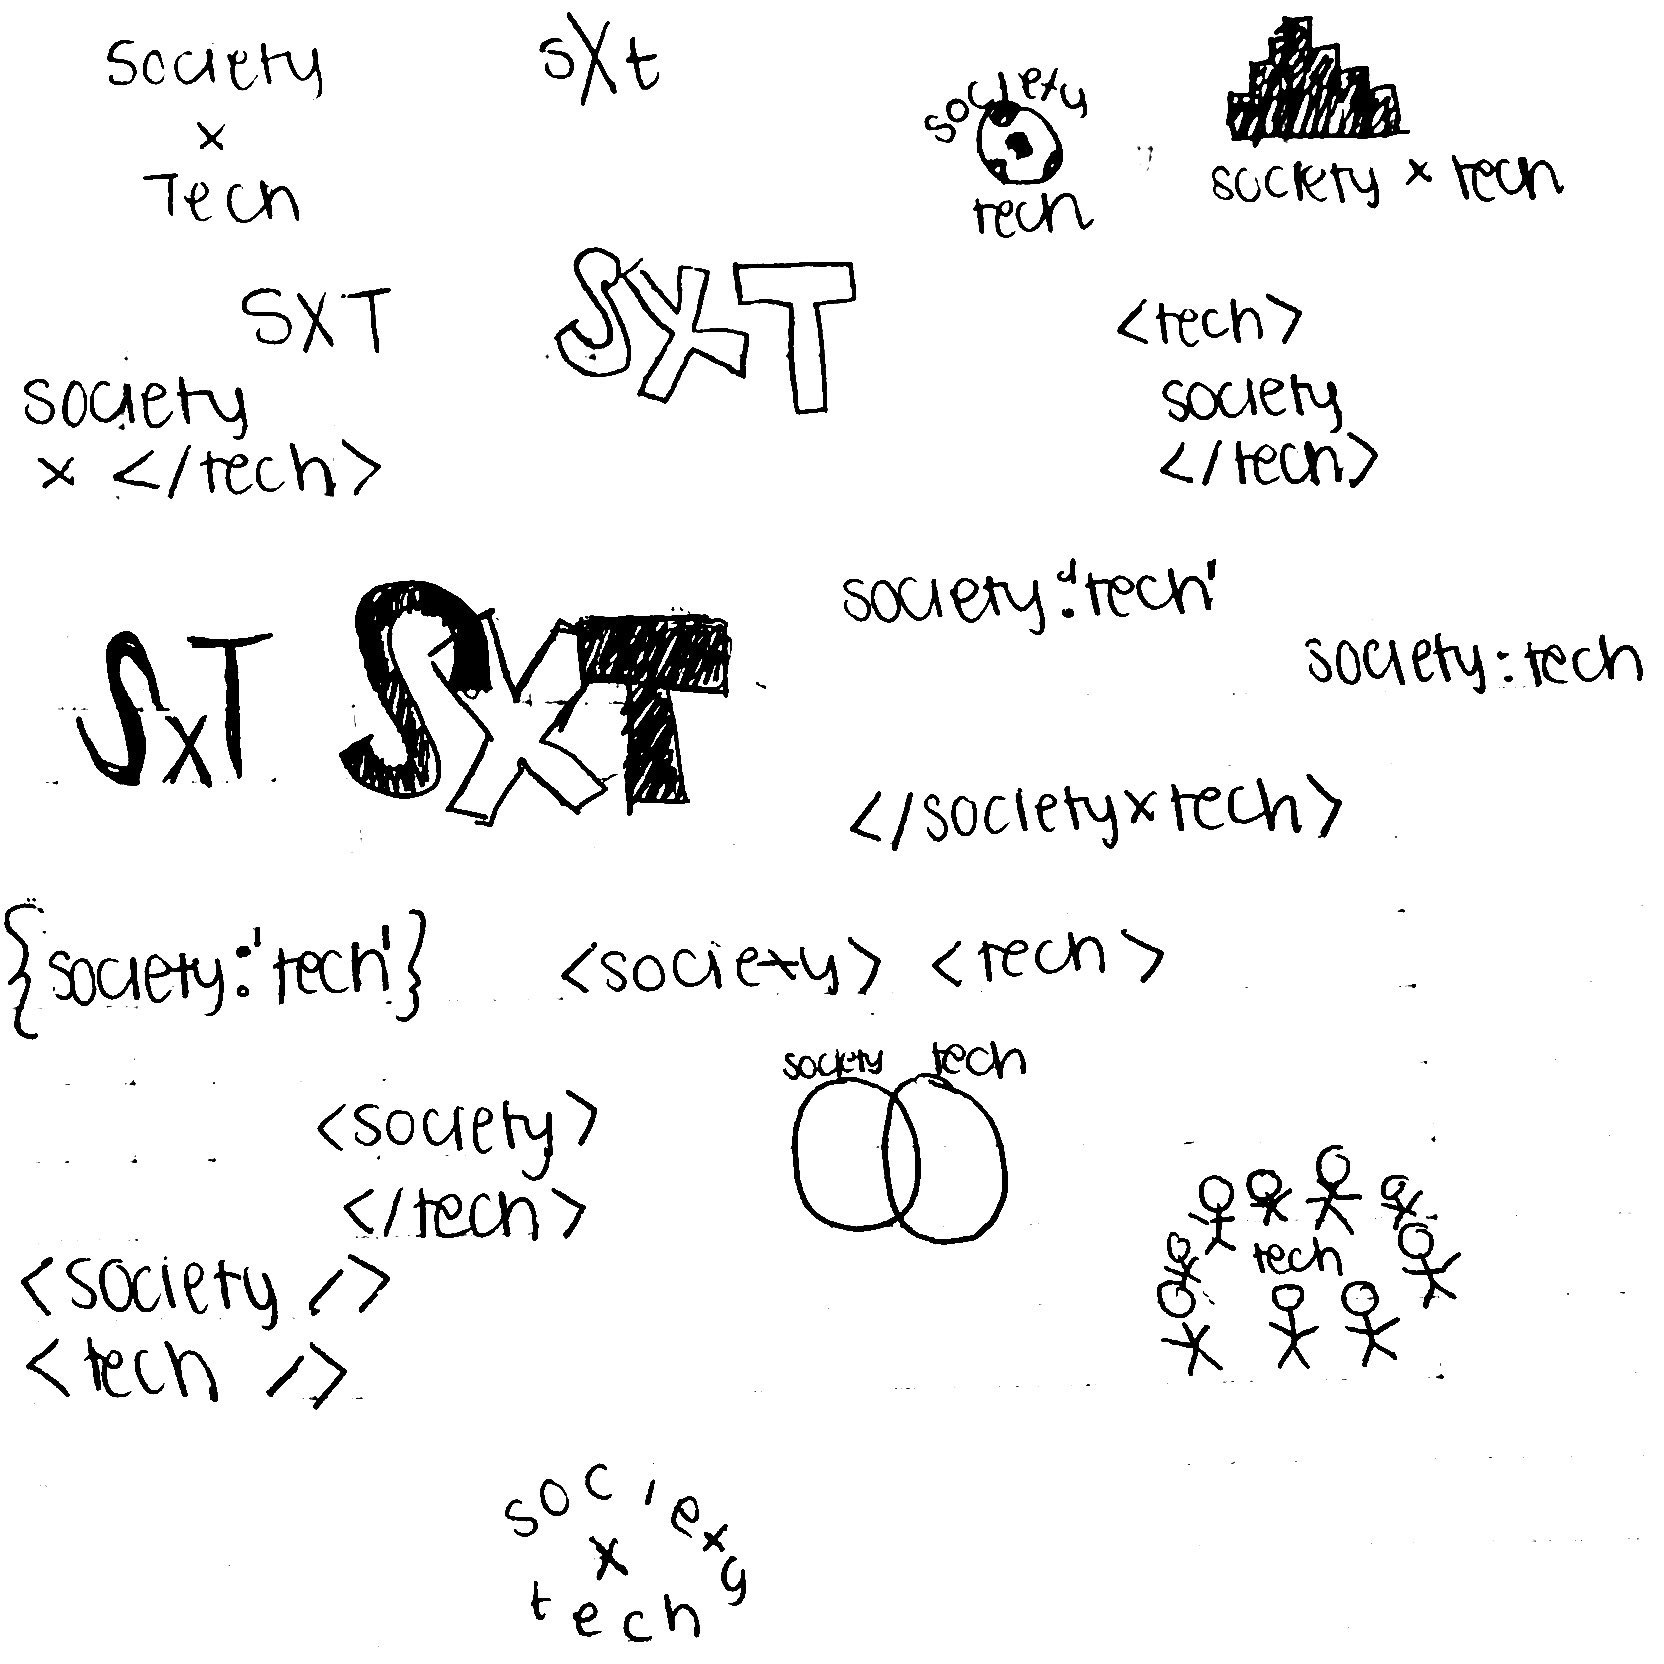 society
x
Tech
sXt
society
tech
society x tech
SXT
SXT
<tech>
society
</tech>
society
x </tech>
society:'tech'
society:tech
SXT
SXT
</societyxtech>
{society:'tech'}
<society> <tech>
society tech
<society>
</tech>
tech
<society />
<tech />
society
x
tech